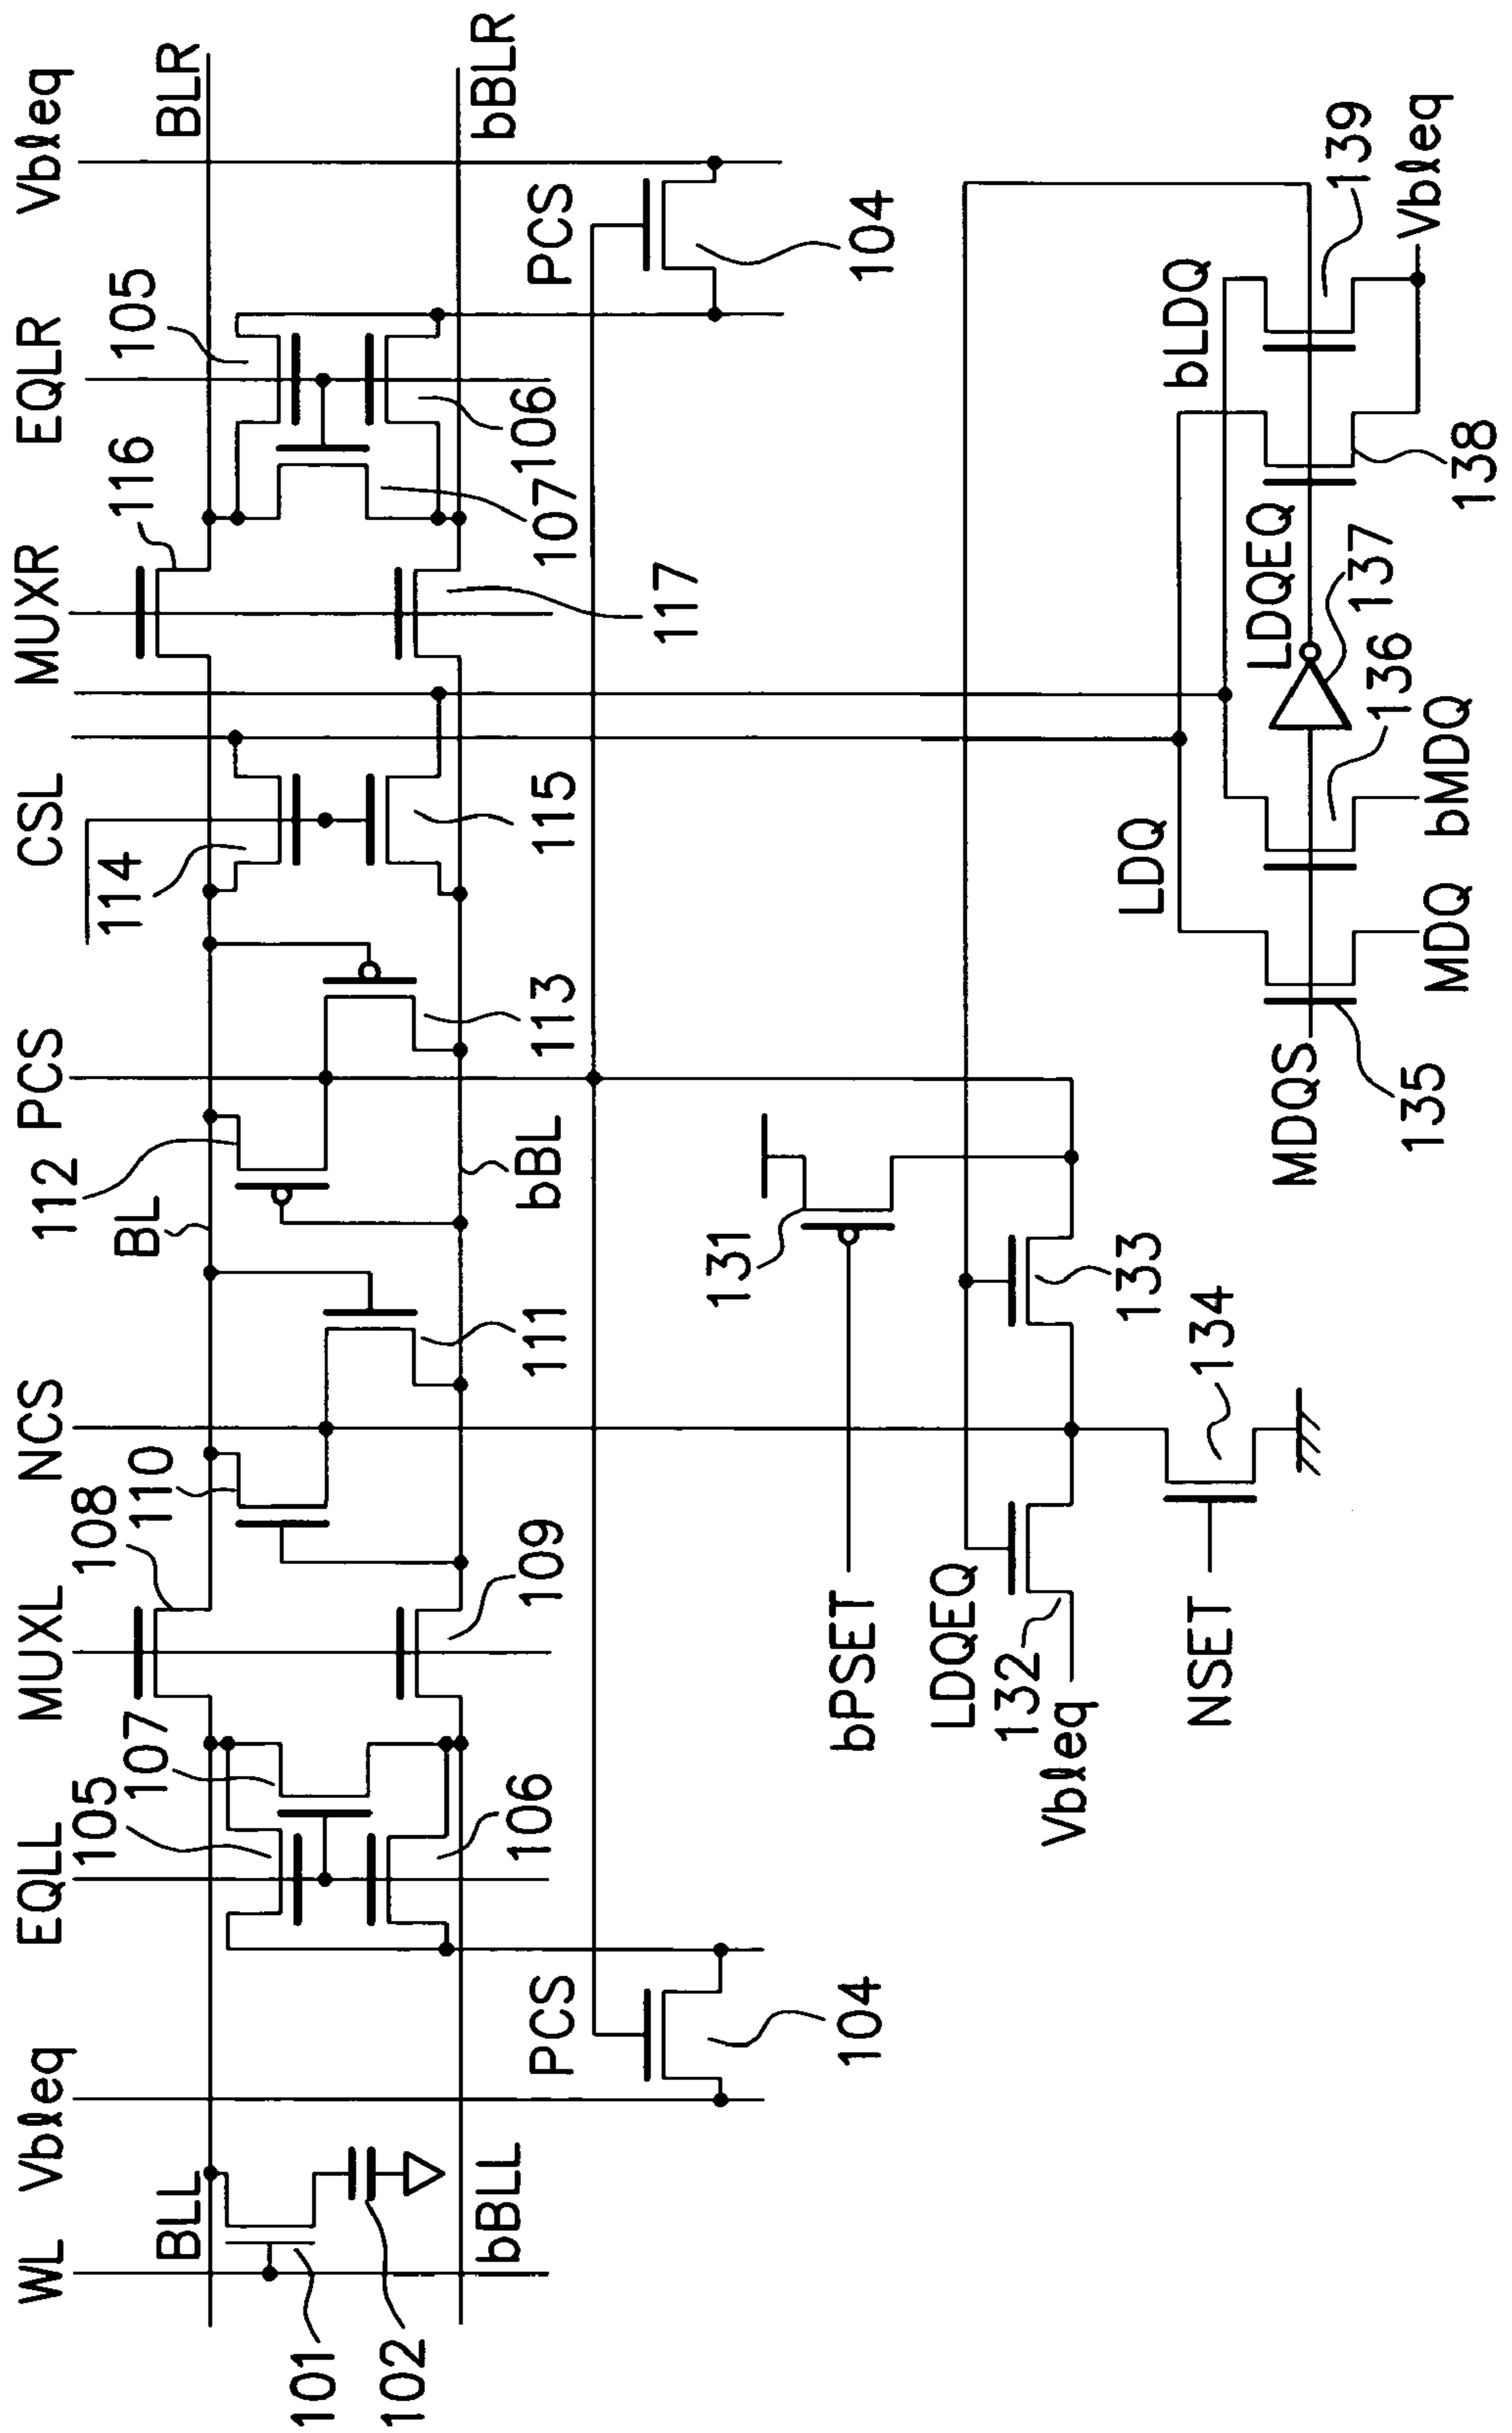 WL
Vbℓeq
EQLL
MUXL
NCS
PCS
CSL
MUXR
EQLR
Vbℓeq
105
107
108
110
112
114
116
105
BLL
BL
BLR
101
102
bBLL
106
109
111
bBL
113
115
117
107
106
bBLR
PCS
PCS
104
104
131
bPSET
LDQEQ
132
133
Vbℓeq
NSET
134
LDQ
bLDQ
LDQEQ
MDQS
136
137
139
135
MDQ
bMDQ
138
Vbℓeq